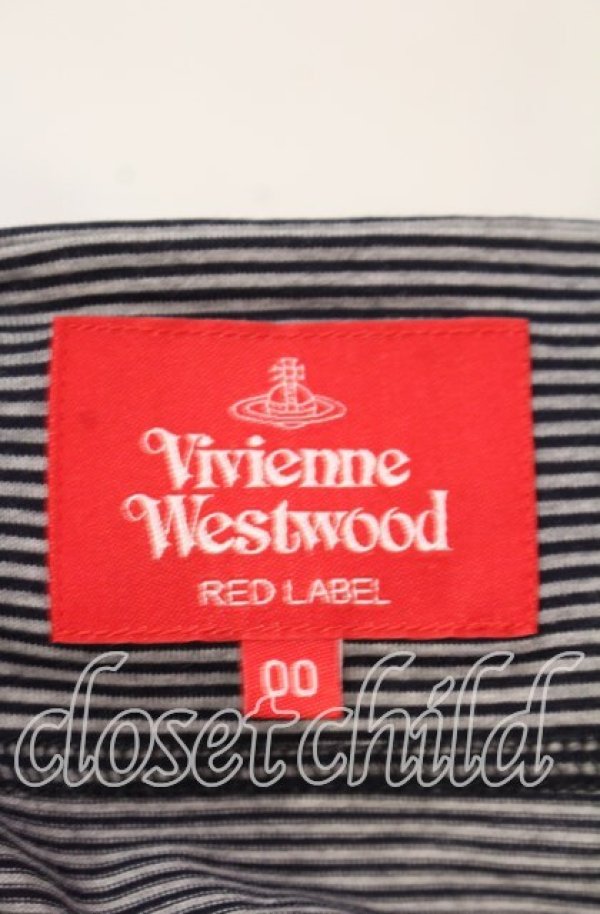 Vivienne
Westwood
RED LABEL
00
closetchild